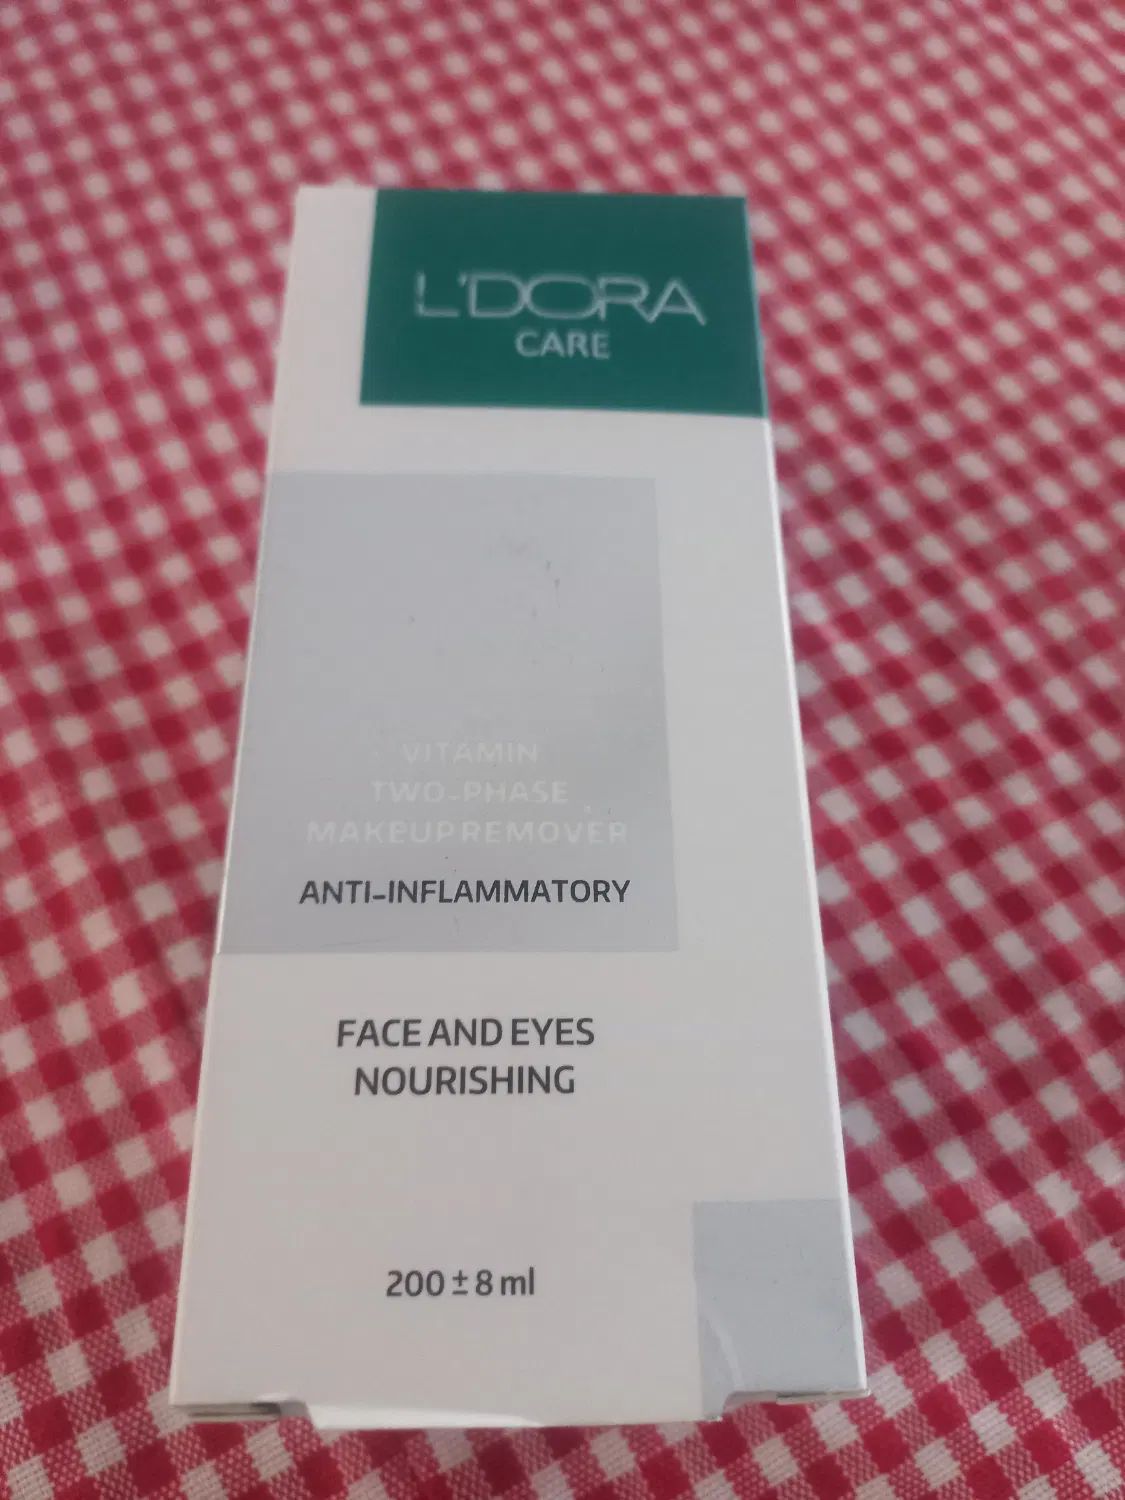 L'DORA
CARE
VITAMIN
TWO-PHASE
MAKEUP REMOVER
ANTI-INFLAMMATORY
FACE AND EYES
NOURISHING
200 ± 8 ml